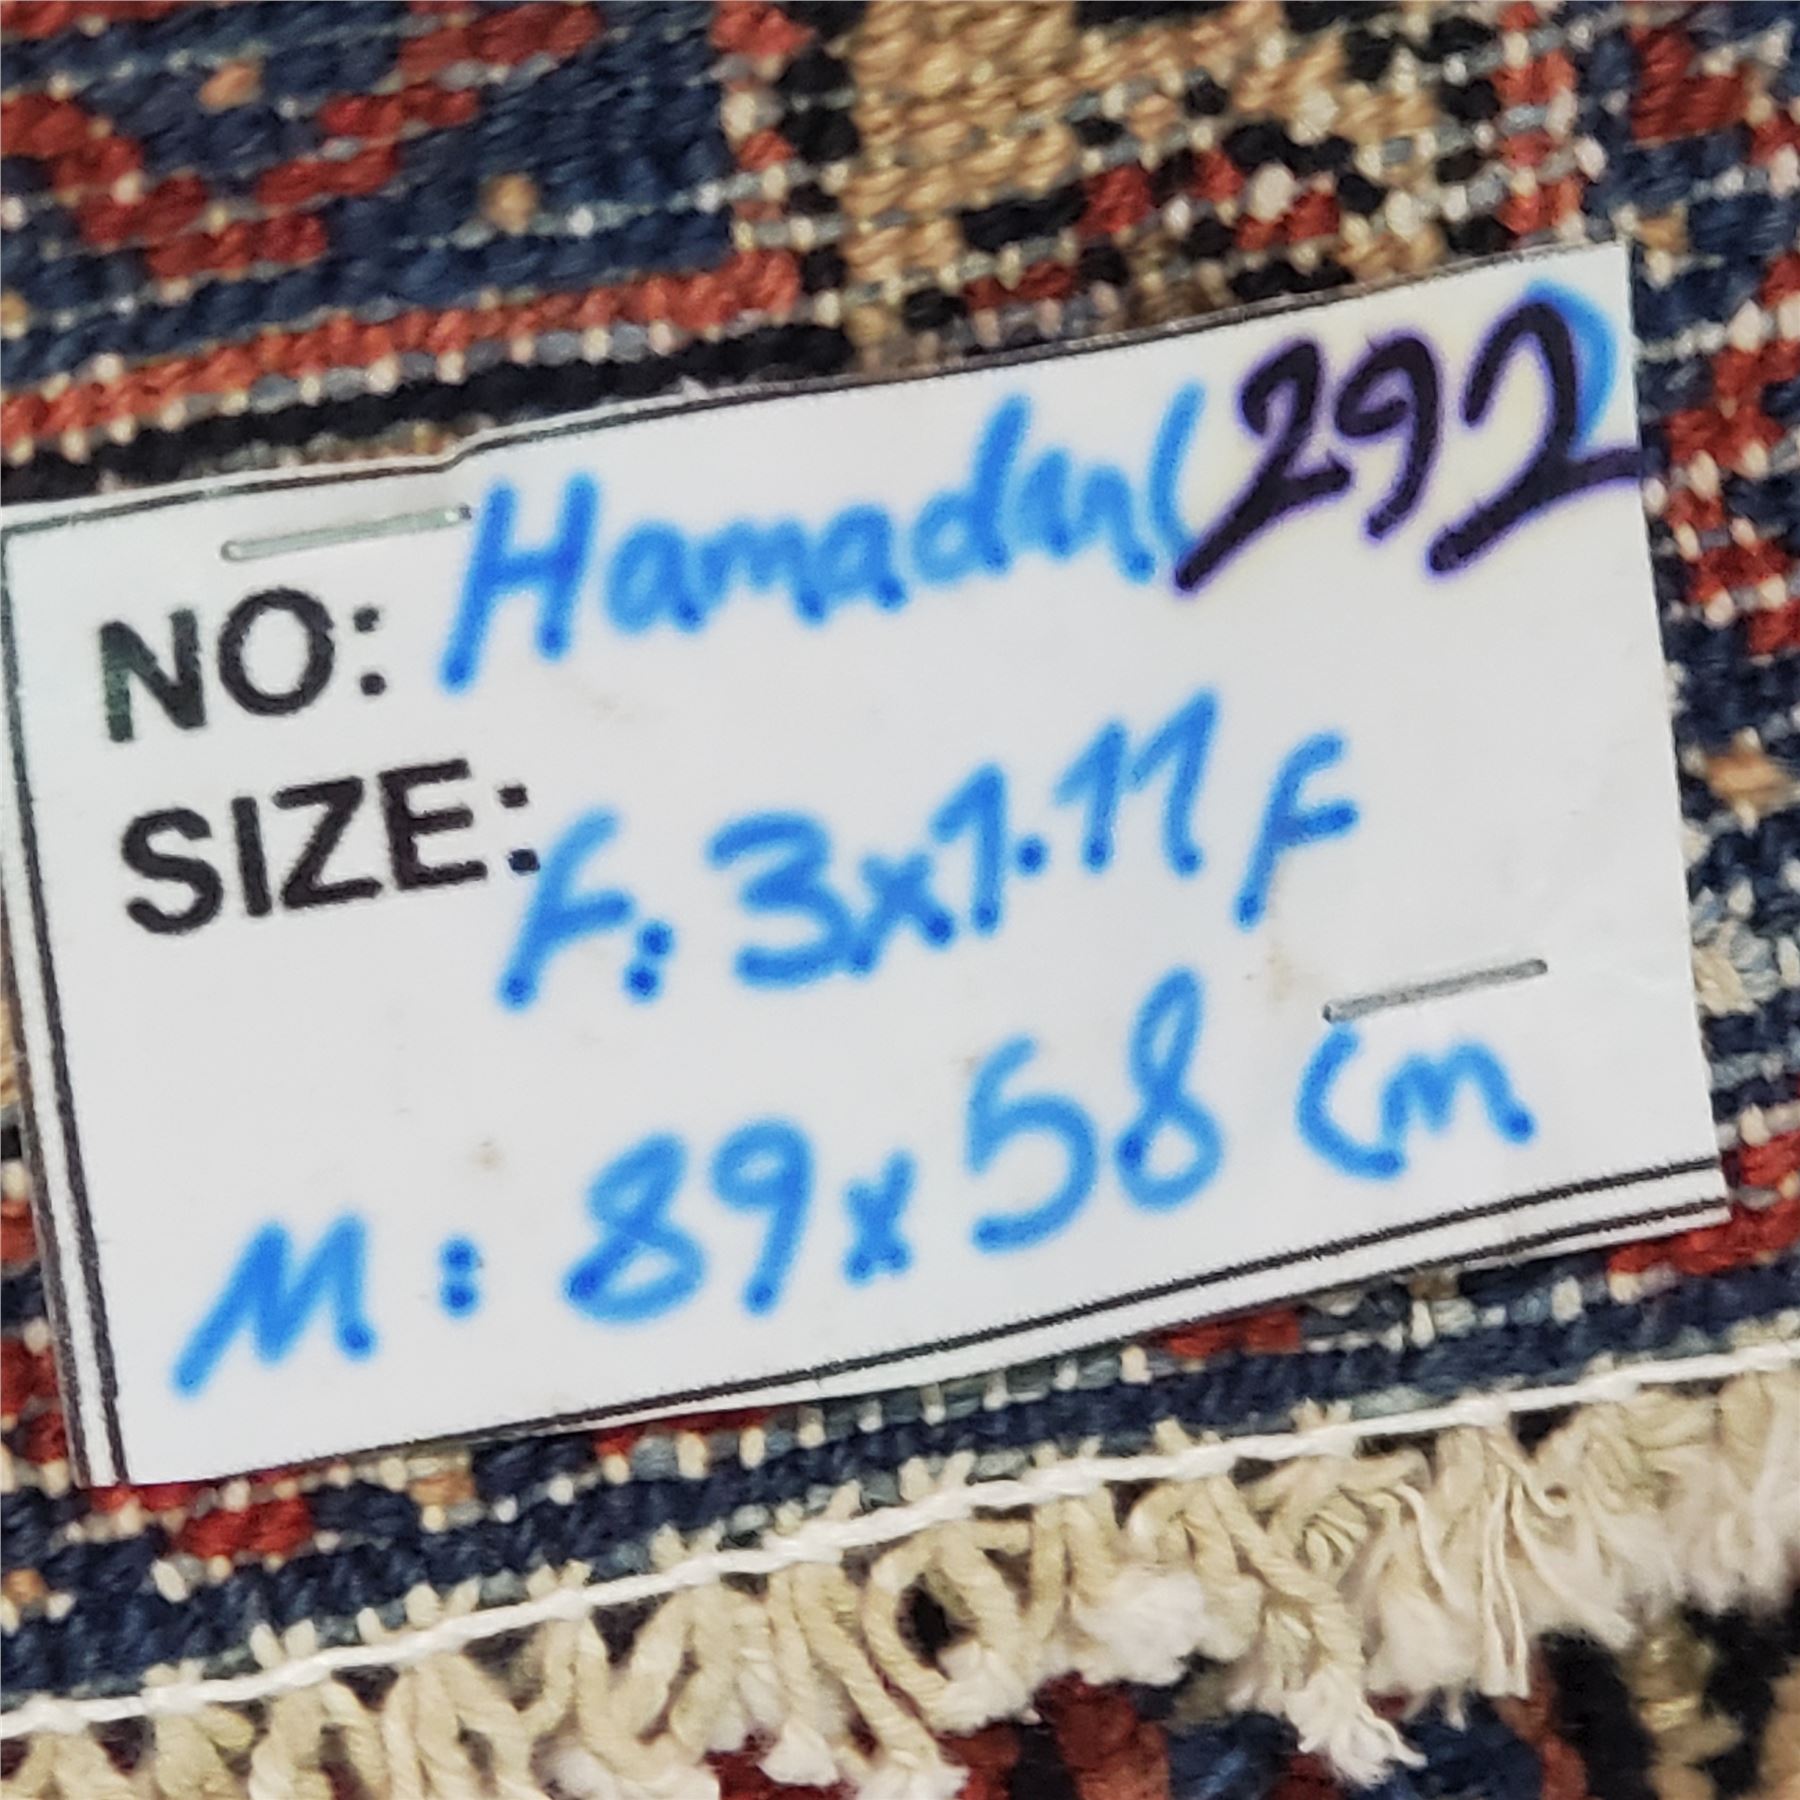 NO: Hamadan( 292
SIZE: F: 3x1.11 F
M: 89x58 cm